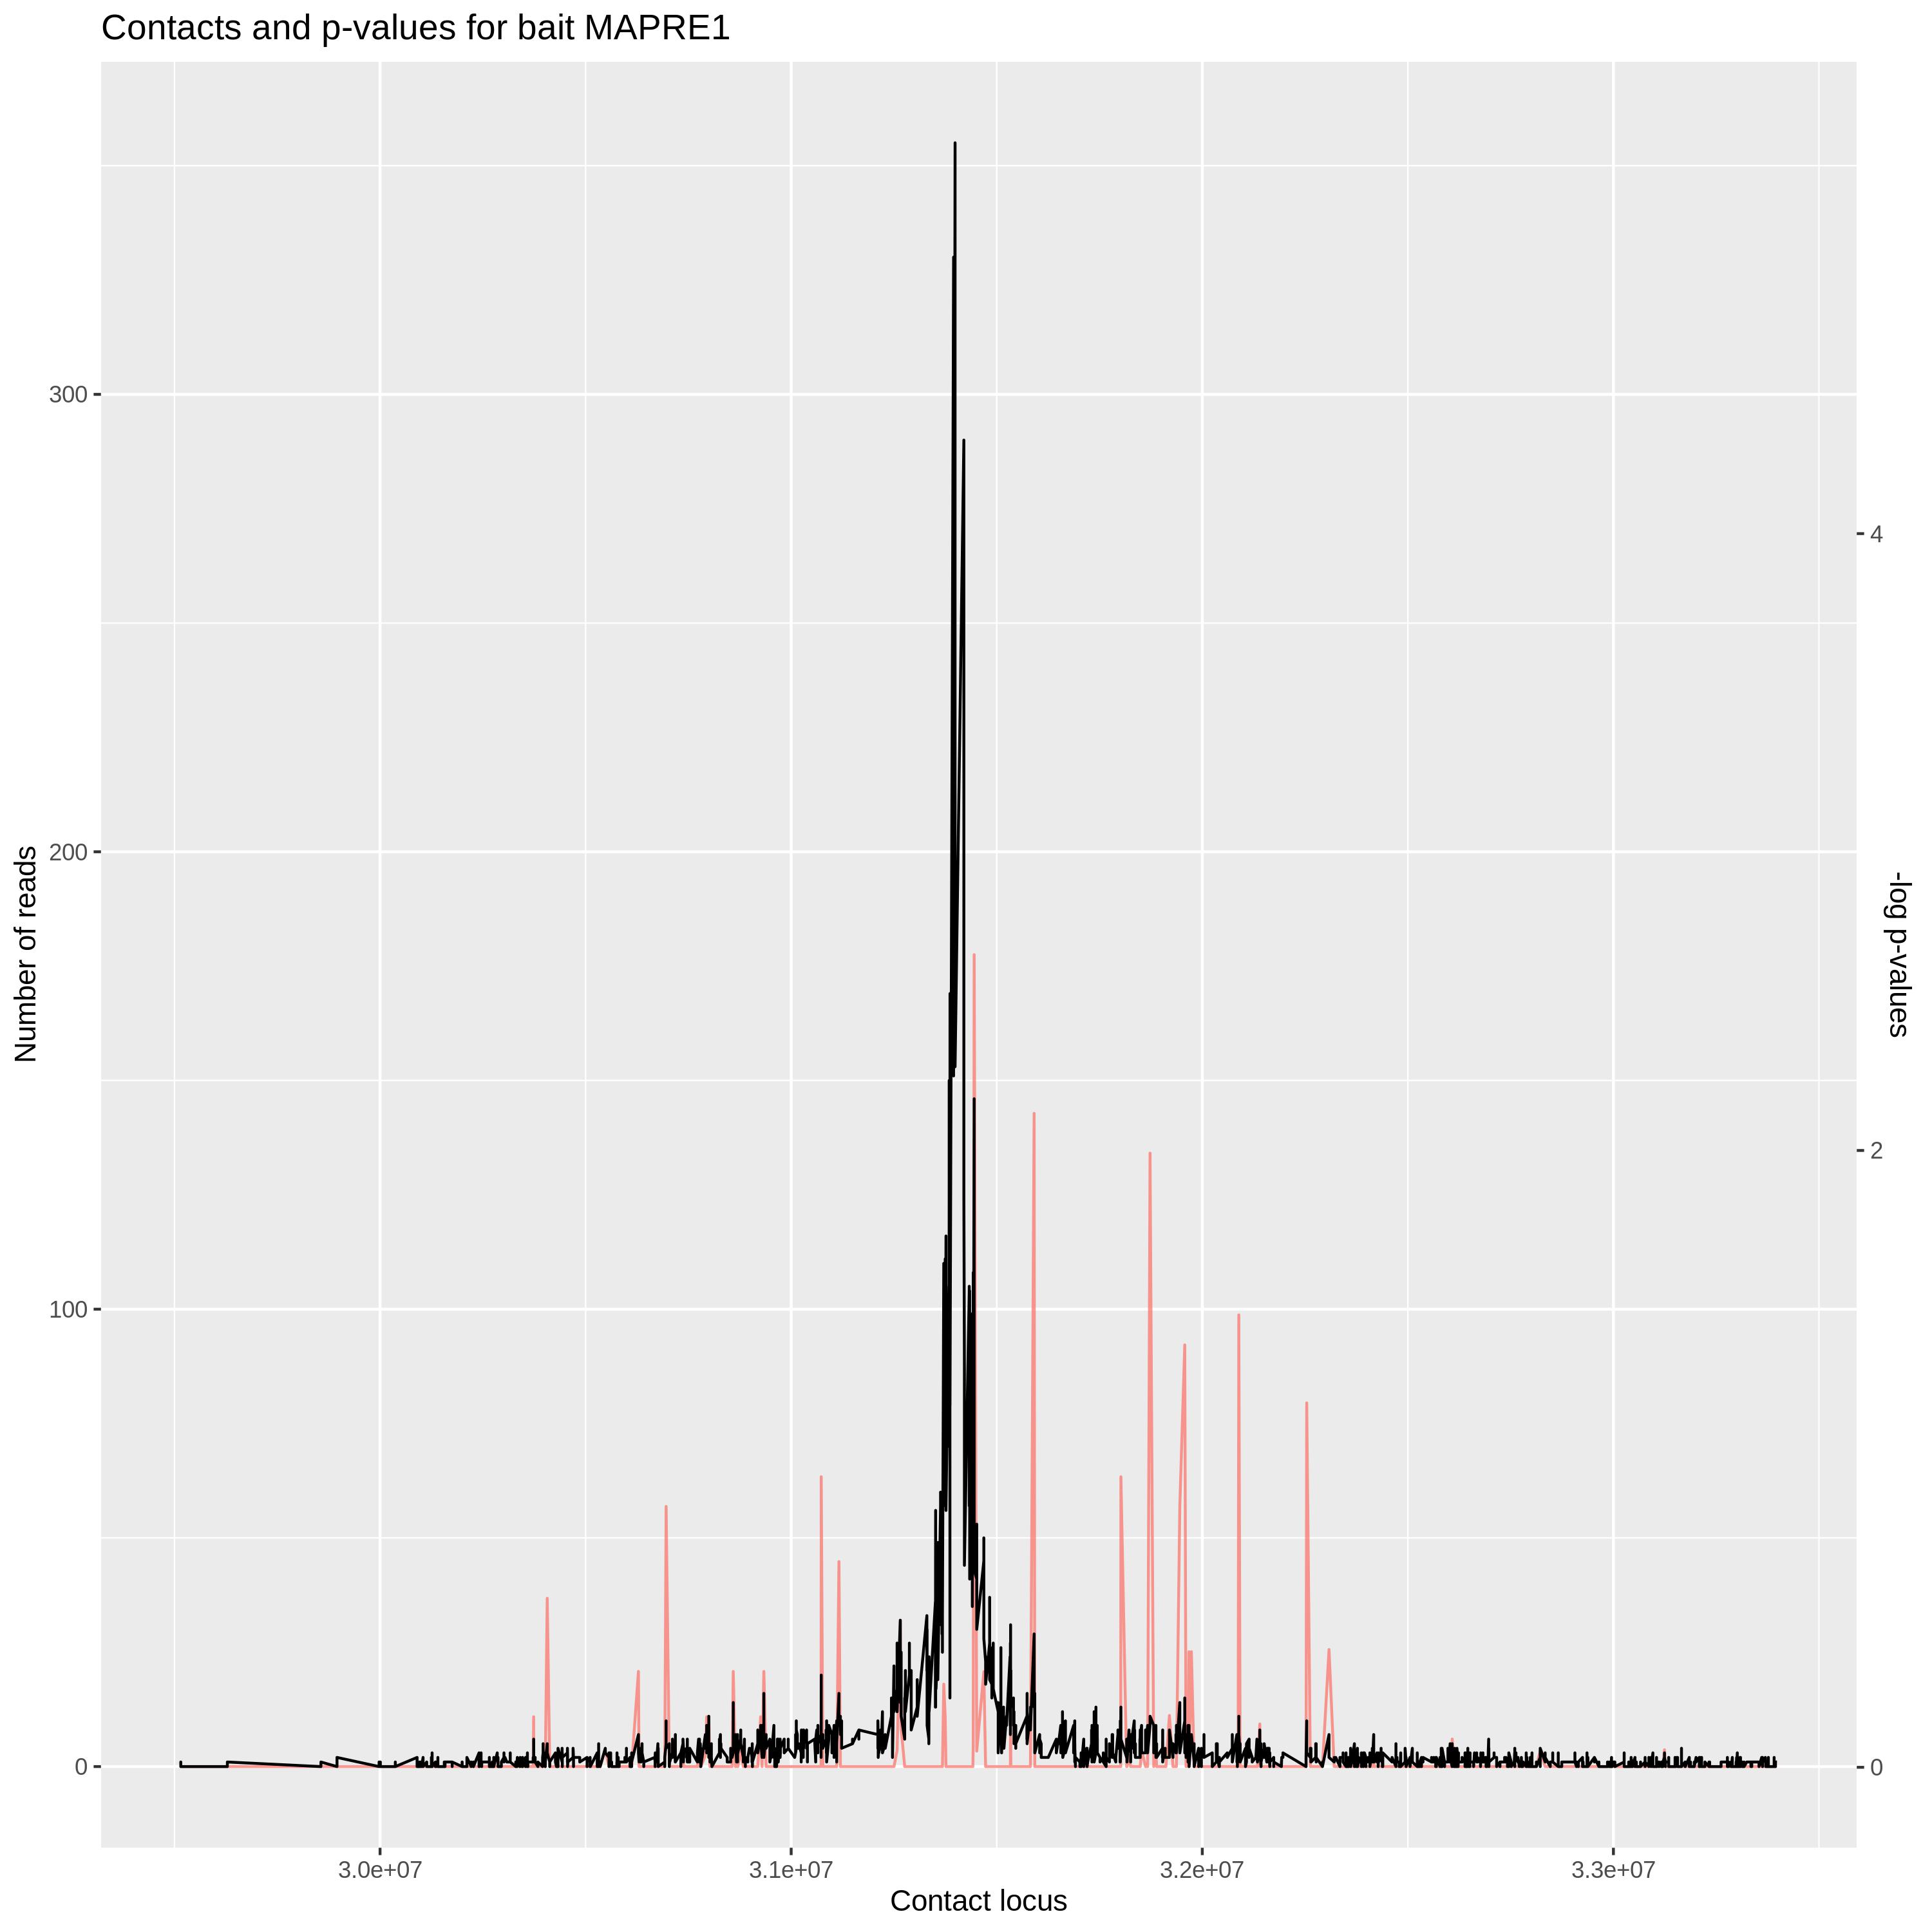 Contacts and p-values for bait MAPRE1
300
200
100
0
4
2
0
Number of reads
-log p-values
3.0e+07
3.1e+07
3.2e+07
3.3e+07
Contact locus